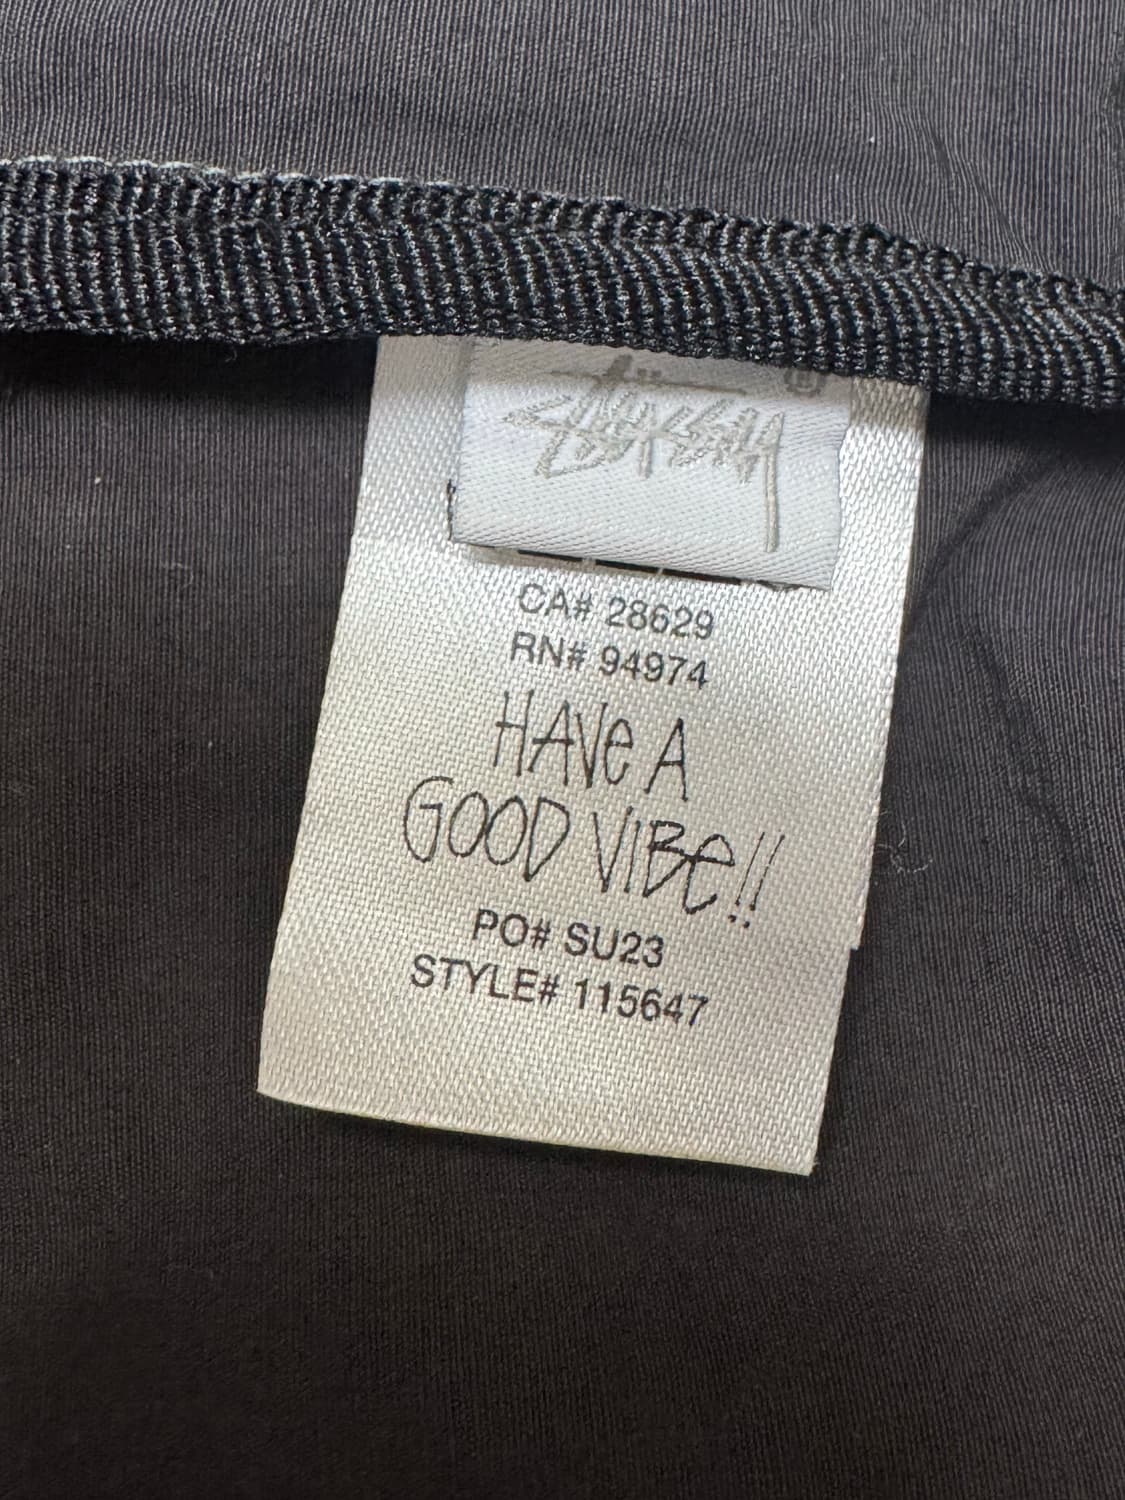 Stüssy
®
CA# 28629
RN# 94974
HAVe A
GOOD VIBe!!
PO# SU23
STYLE# 115647